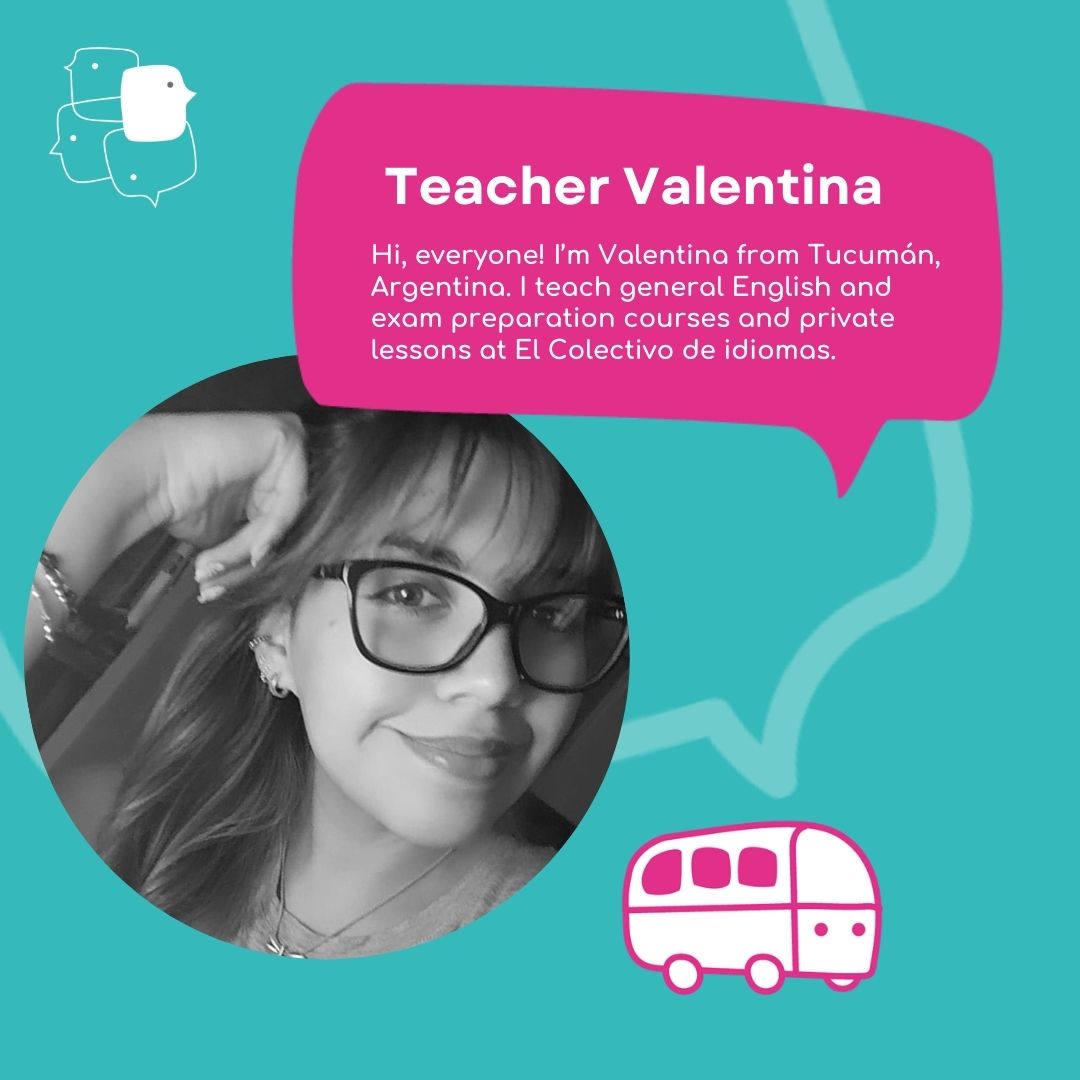 Teacher Valentina
Hi, everyone! I’m Valentina from Tucumán,
Argentina. I teach general English and
exam preparation courses and private
lessons at El Colectivo de idiomas.